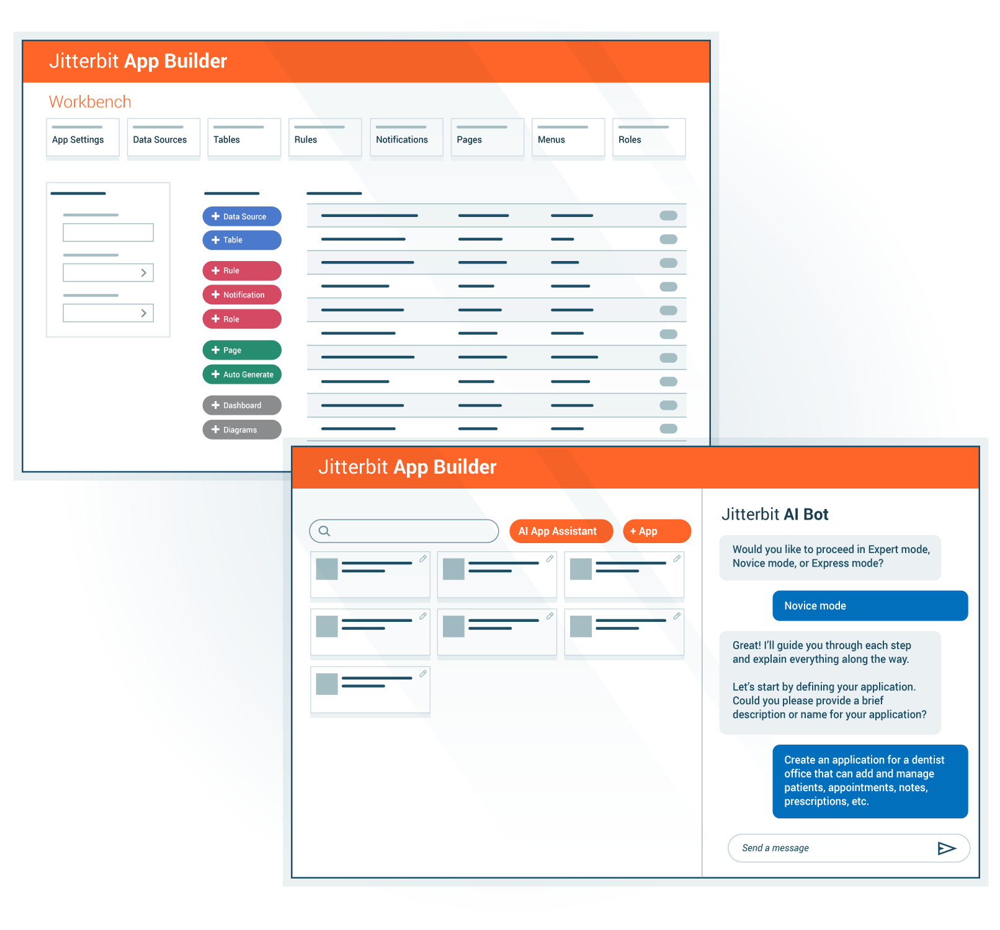 Jitterbit App Builder
Workbench
App Settings
Data Sources
Tables
Rules
Notifications
Pages
Menus
Roles
+ Data Source
+ Table
+ Rule
+ Notification
+ Role
+ Page
+ Auto Generate
+ Dashboard
+ Diagrams
Jitterbit App Builder
AI App Assistant
+ App
Jitterbit AI Bot
Would you like to proceed in Expert mode,
Novice mode, or Express mode?
Novice mode
Great! I'll guide you through each step
and explain everything along the way.
Let's start by defining your application.
Could you please provide a brief
description or name for your application?
Create an application for a dentist
office that can add and manage
patients, appointments, notes,
prescriptions, etc.
Send a message